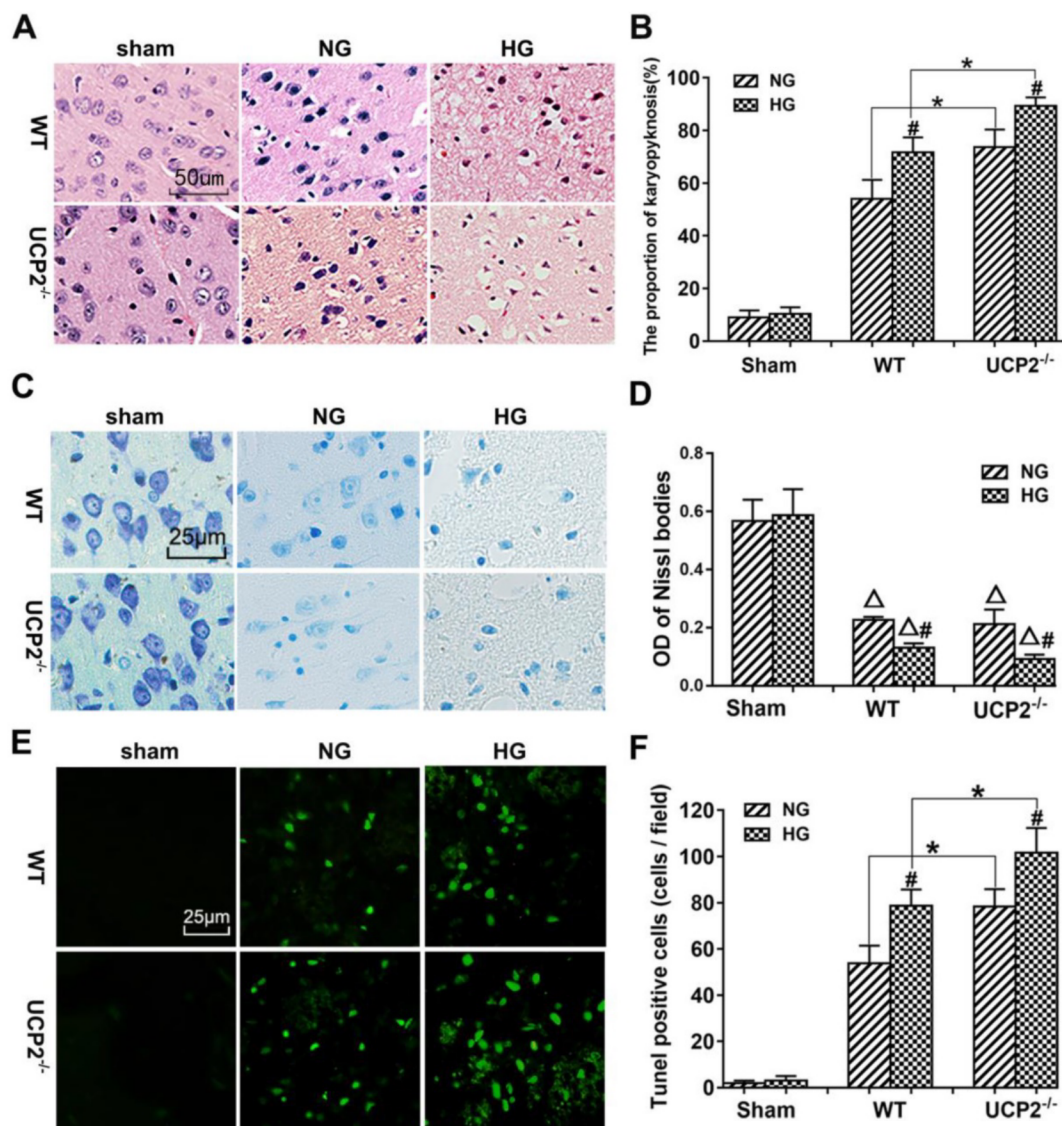 A
sham NG HG
WT
50um
UCP2-/-
B
The proportion of karyopyknosis(%)
100
80
60
40
20
0
NG
HG
*
*
#
#
Sham WT UCP2-/-
C
sham NG HG
WT
25μm
UCP2-/-
D
OD of Nissl bodies
0.8
0.6
0.4
0.2
0.0
NG
HG
△
△#
△
△#
Sham WT UCP2-/-
E
sham NG HG
WT
25μm
UCP2-/-
F
Tunel positive cells (cells / field)
120
100
80
60
40
20
0
NG
HG
*
*
#
#
Sham WT UCP2-/-